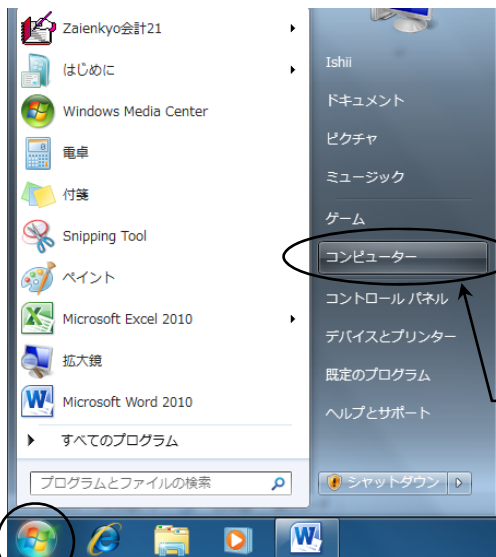 Zaienkyo会計21
はじめに
Windows Media Center
電卓
付箋
Snipping Tool
ペイント
Microsoft Excel 2010
拡大鏡
Microsoft Word 2010
すべてのプログラム
プログラムとファイルの検索
Ishii
ドキュメント
ピクチャ
ミュージック
ゲーム
コンピューター
コントロール パネル
デバイスとプリンター
既定のプログラム
ヘルプとサポート
シャットダウン